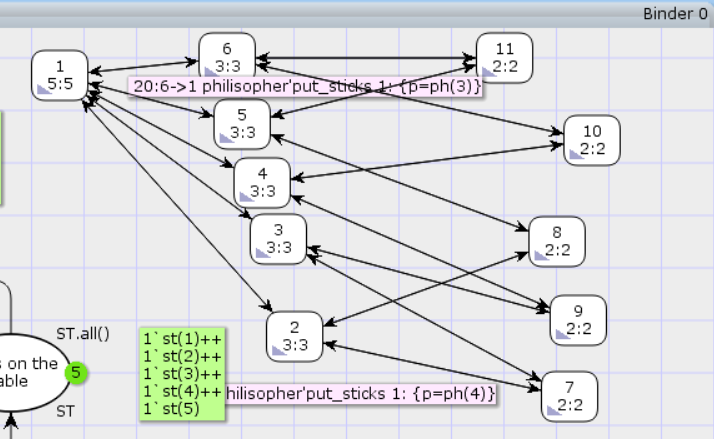 Binder 0
6
3:3
11
2:2
1
5:5
20:6->1 philisopher'put_sticks 1: {p=ph(3)}
5
3:3
10
2:2
4
3:3
3
3:3
8
2:2
9
2:2
2
3:3
ST.all()
1`st(1)++
1`st(2)++
1`st(3)++
1`st(4)++
1`st(5)
s on the
able
5
ST
hilisopher'put_sticks 1: {p=ph(4)}
7
2:2